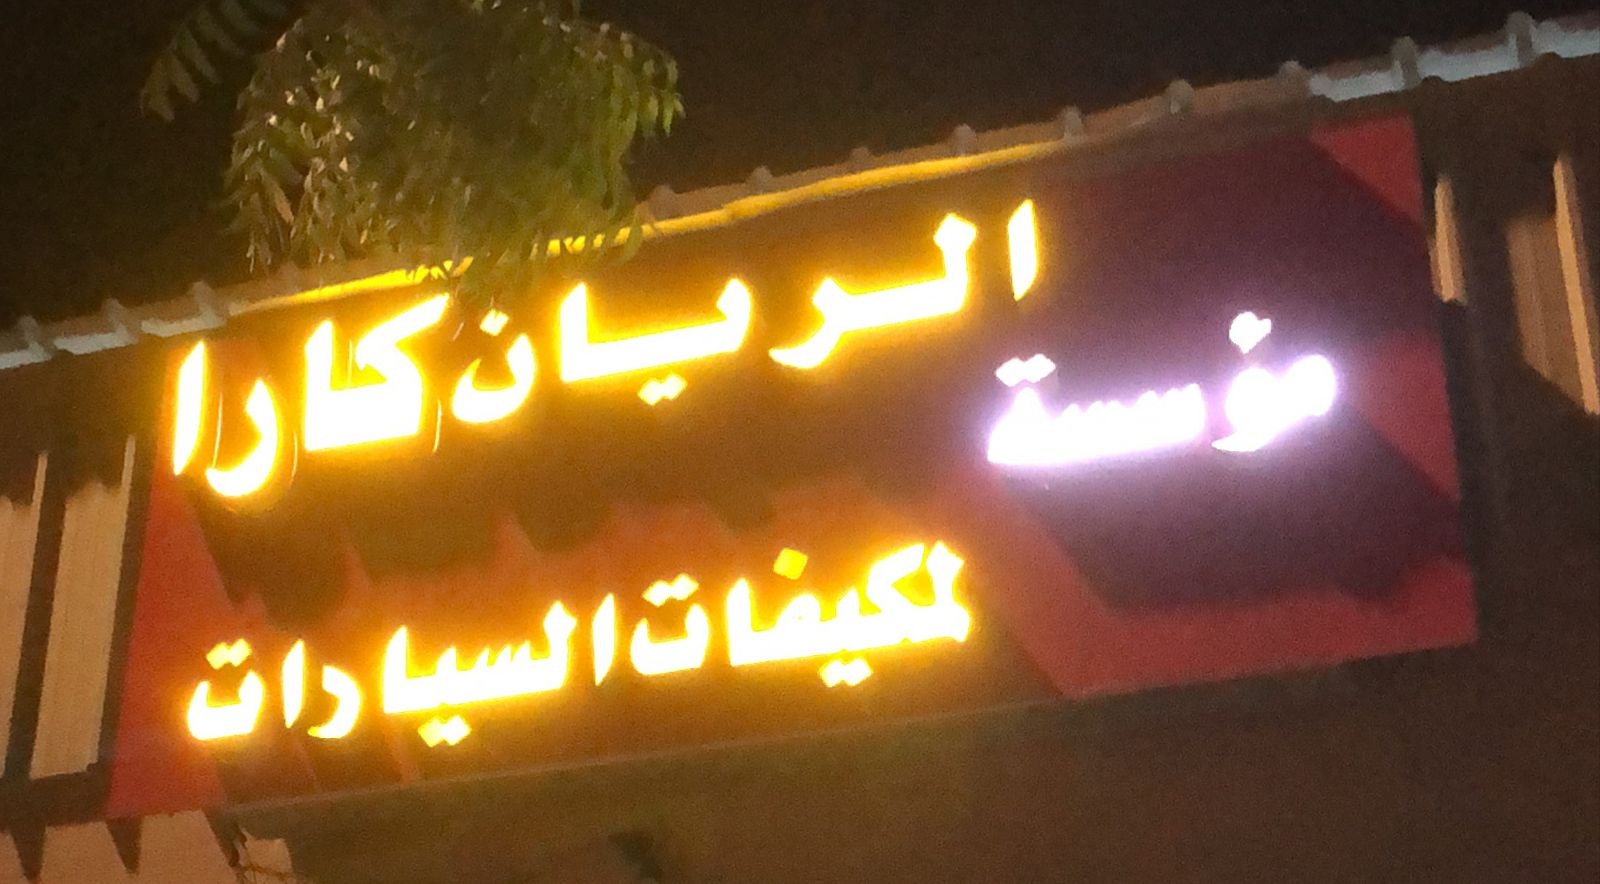 مؤسسة
الريان كارا
لمكيفات السيارات